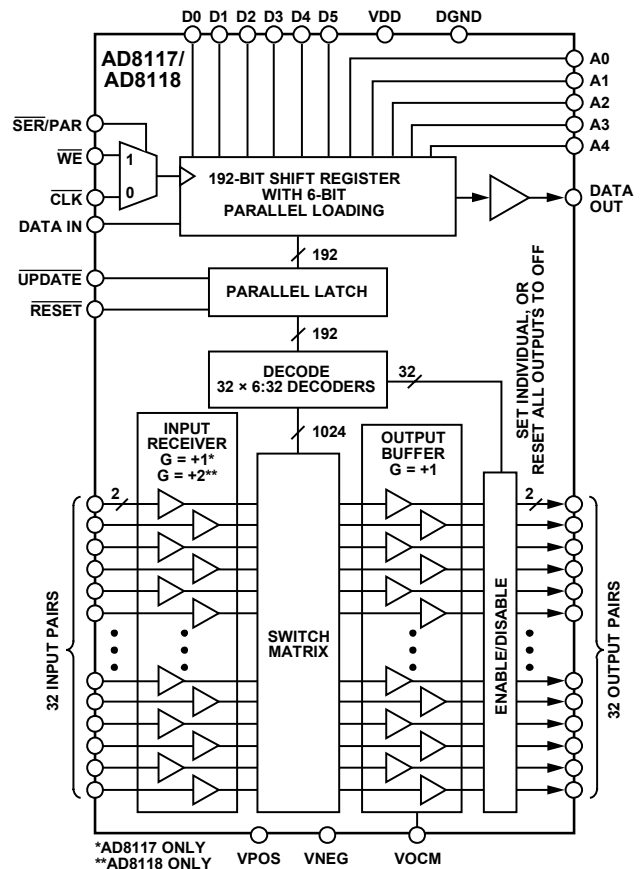 D0 D1 D2 D3 D4 D5 VDD DGND
AD8117/
AD8118
A0
A1
A2
A3
A4
SER/PAR
WE
1
CLK
0
DATA IN
192-BIT SHIFT REGISTER
WITH 6-BIT
PARALLEL LOADING
DATA
OUT
192
UPDATE
RESET
PARALLEL LATCH
192
DECODE
32 × 6:32 DECODERS
32
SET INDIVIDUAL, OR
RESET ALL OUTPUTS TO OFF
1024
INPUT
RECEIVER
G = +1*
G = +2**
OUTPUT
BUFFER
G = +1
2
2
32 INPUT PAIRS
SWITCH
MATRIX
ENABLE/DISABLE
32 OUTPUT PAIRS
*AD8117 ONLY
**AD8118 ONLY
VPOS VNEG VOCM